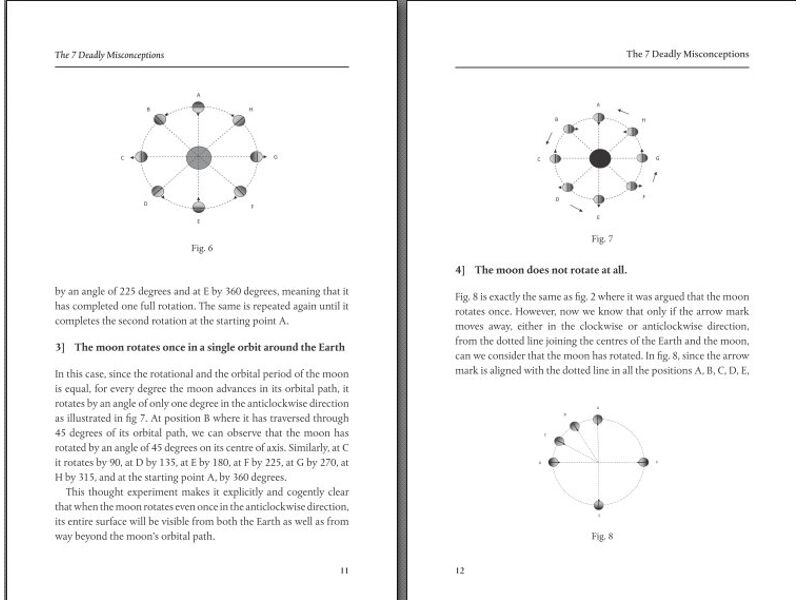 The 7 Deadly Misconceptions
A
B
H
C
G
D
F
E
Fig. 6
by an angle of 225 degrees and at E by 360 degrees, meaning that it
has completed one full rotation. The same is repeated again until it
completes the second rotation at the starting point A.
3] The moon rotates once in a single orbit around the Earth
In this case, since the rotational and the orbital period of the moon
is equal, for every degree the moon advances in its orbital path, it
rotates by an angle of only one degree in the anticlockwise direction
as illustrated in fig 7. At position B where it has traversed through
45 degrees of its orbital path, we can observe that the moon has
rotated by an angle of 45 degrees on its centre of axis. Similarly, at C
it rotates by 90, at D by 135, at E by 180, at F by 225, at G by 270, at
H by 315, and at the starting point A, by 360 degrees.
This thought experiment makes it explicitly and cogently clear
that when the moon rotates even once in the anticlockwise direction,
its entire surface will be visible from both the Earth as well as from
way beyond the moon's orbital path.
11
The 7 Deadly Misconceptions
A
B
H
C
G
D
F
E
Fig. 7
4] The moon does not rotate at all.
Fig. 8 is exactly the same as fig. 2 where it was argued that the moon
rotates once. However, now we know that only if the arrow mark
moves away, either in the clockwise or anticlockwise direction,
from the dotted line joining the centres of the Earth and the moon,
can we consider that the moon has rotated. In fig. 8, since the arrow
mark is aligned with the dotted line in all the positions A, B, C, D, E,
Fig. 8
12